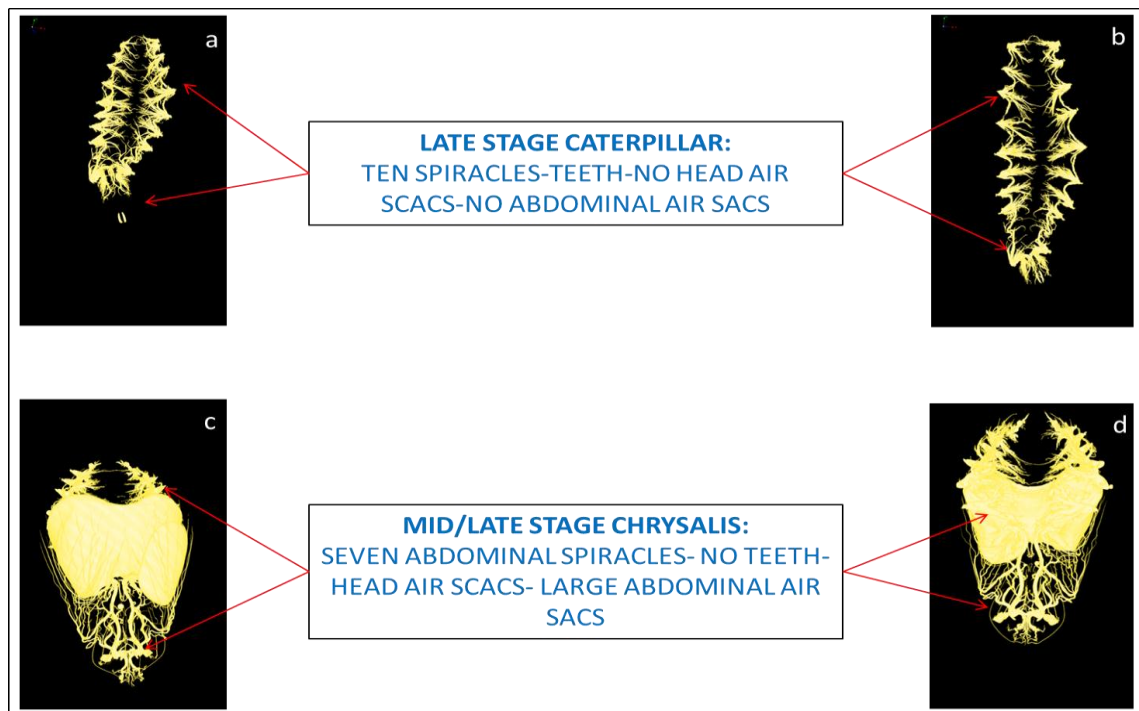 a
b
LATE STAGE CATERPILLAR:
TEN SPIRACLES-TEETH-NO HEAD AIR
SCACS-NO ABDOMINAL AIR SACS
c
d
MID/LATE STAGE CHRYSALIS:
SEVEN ABDOMINAL SPIRACLES- NO TEETH-
HEAD AIR SCACS- LARGE ABDOMINAL AIR
SACS